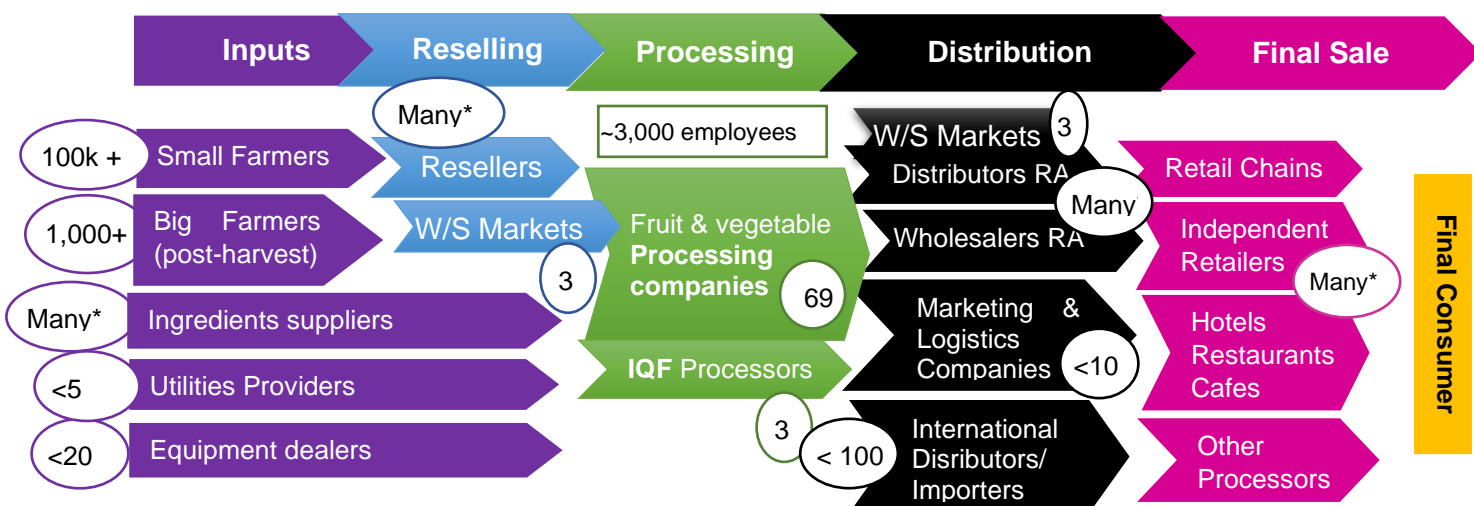 Inputs
Reselling
Processing
Distribution
Final Sale
Many*
~3,000 employees
W/S Markets
3
100k +
Small Farmers
Resellers
Distributors RA
Retail Chains
Many*
1,000+
Big Farmers
(post-harvest)
W/S Markets
3
Fruit & vegetable
Processing
companies
69
Wholesalers RA
Independent
Retailers
Many*
Many*
Ingredients suppliers
Marketing &
Logistics
Companies
<10
Hotels
Restaurants
Cafes
<5
Utilities Providers
IQF Processors
3
<20
Equipment dealers
< 100
International
Disributors/
Importers
Other
Processors
Final Consumer